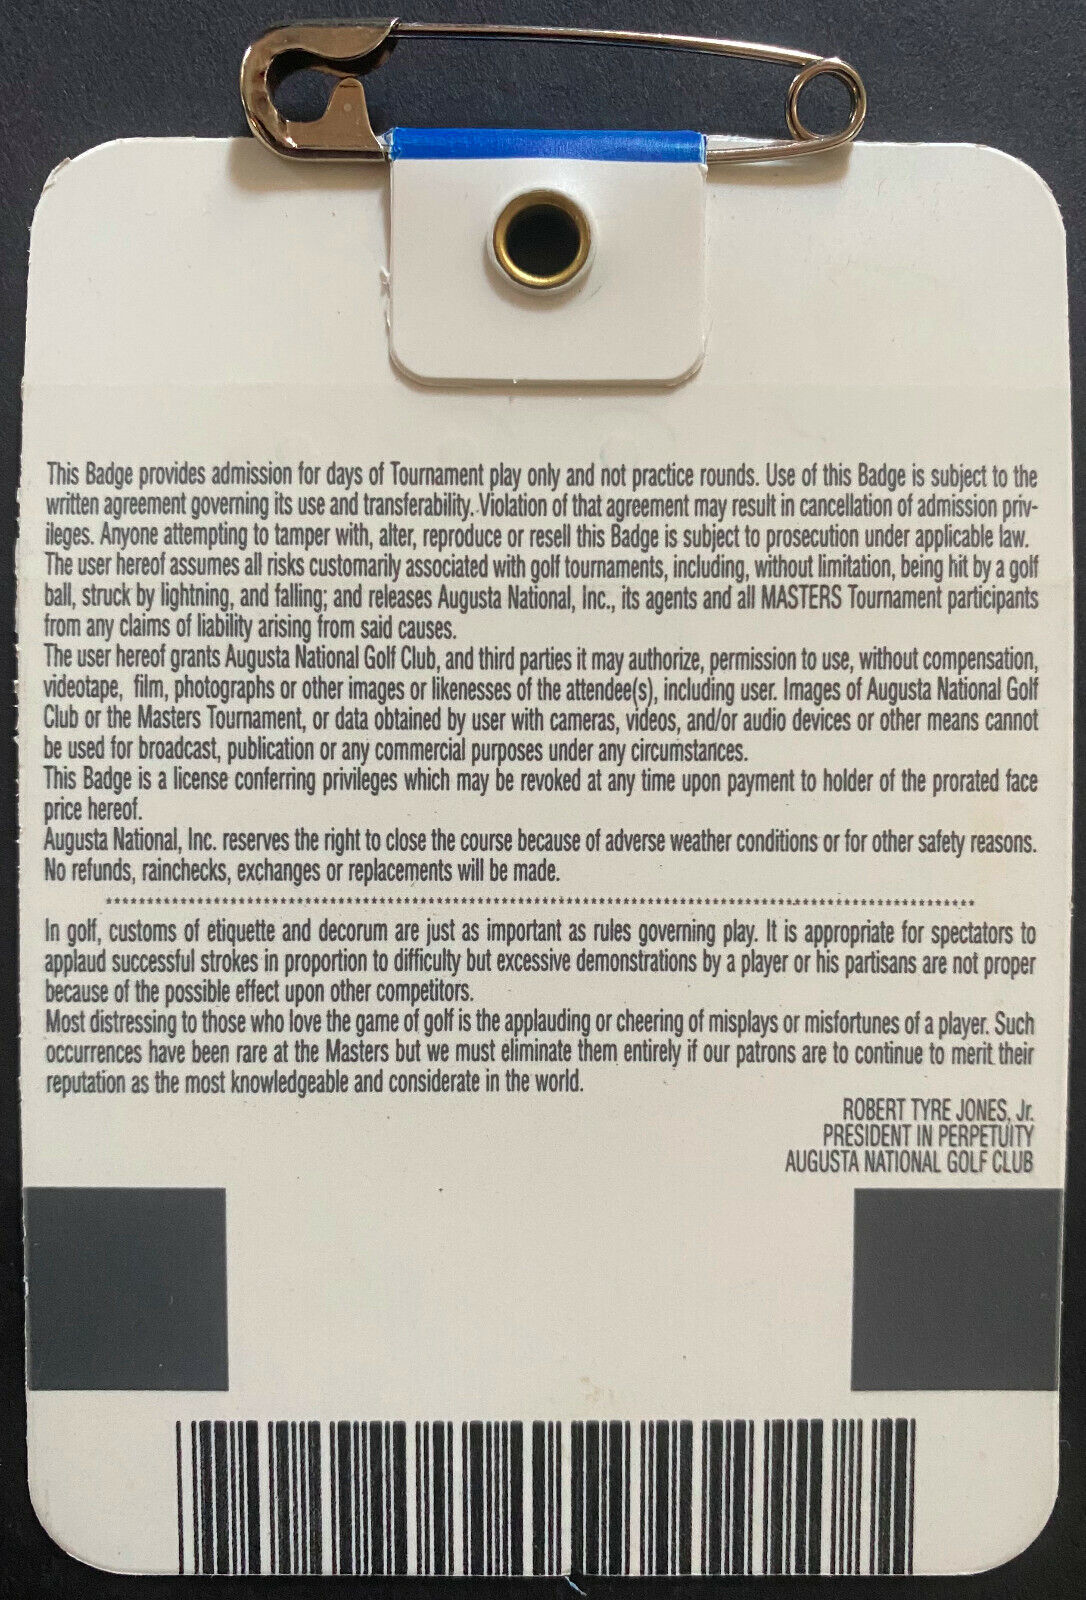 This Badge provides admission for days of Tournament play only and not practice rounds. Use of this Badge is subject to the
written agreement governing its use and transferability. Violation of that agreement may result in cancellation of admission priv-
ileges. Anyone attempting to tamper with, alter, reproduce or resell this Badge is subject to prosecution under applicable law.
The user hereof assumes all risks customarily associated with golf tournaments, including, without limitation, being hit by a golf
ball, struck by lightning, and falling; and releases Augusta National, Inc., its agents and all MASTERS Tournament participants
from any claims of liability arising from said causes.
The user hereof grants Augusta National Golf Club, and third parties it may authorize, permission to use, without compensation,
videotape, film, photographs or other images or likenesses of the attendee(s), including user. Images of Augusta National Golf
Club or the Masters Tournament, or data obtained by user with cameras, videos, and/or audio devices or other means cannot
be used for broadcast, publication or any commercial purposes under any circumstances.
This Badge is a license conferring privileges which may be revoked at any time upon payment to holder of the prorated face
price hereof.
Augusta National, Inc. reserves the right to close the course because of adverse weather conditions or for other safety reasons.
No refunds, rainchecks, exchanges or replacements will be made.
In golf, customs of etiquette and decorum are just as important as rules governing play. It is appropriate for spectators to
applaud successful strokes in proportion to difficulty but excessive demonstrations by a player or his partisans are not proper
because of the possible effect upon other competitors.
Most distressing to those who love the game of golf is the applauding or cheering of misplays or misfortunes of a player. Such
occurrences have been rare at the Masters but we must eliminate them entirely if our patrons are to continue to merit their
reputation as the most knowledgeable and considerate in the world.
ROBERT TYRE JONES, Jr.
PRESIDENT IN PERPETUITY
AUGUSTA NATIONAL GOLF CLUB